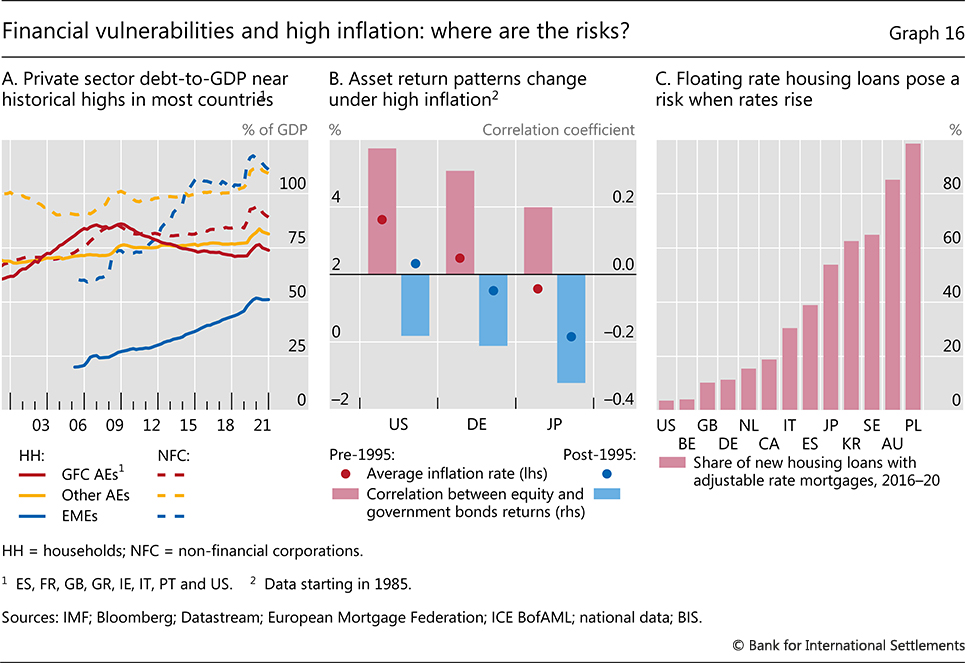 Financial vulnerabilities and high inflation: where are the risks?
Graph 16
A. Private sector debt-to-GDP near
historical highs in most countries1
% of GDP
100
75
50
25
0
03 06 09 12 15 18 21
HH: NFC:
GFC AEs1
Other AEs
EMEs
B. Asset return patterns change
under high inflation2
% Correlation coefficient
4 0.2
2 0.0
0 –0.2
–2 –0.4
US DE JP
Pre-1995: Post-1995:
Average inflation rate (lhs)
Correlation between equity and
government bonds returns (rhs)
C. Floating rate housing loans pose a
risk when rates rise
%
80
60
40
20
0
US GB NL IT JP SE PL
BE DE CA ES KR AU
Share of new housing loans with
adjustable rate mortgages, 2016–20
HH = households; NFC = non-financial corporations.
1 ES, FR, GB, GR, IE, IT, PT and US. 2 Data starting in 1985.
Sources: IMF; Bloomberg; Datastream; European Mortgage Federation; ICE BofAML; national data; BIS.
© Bank for International Settlements